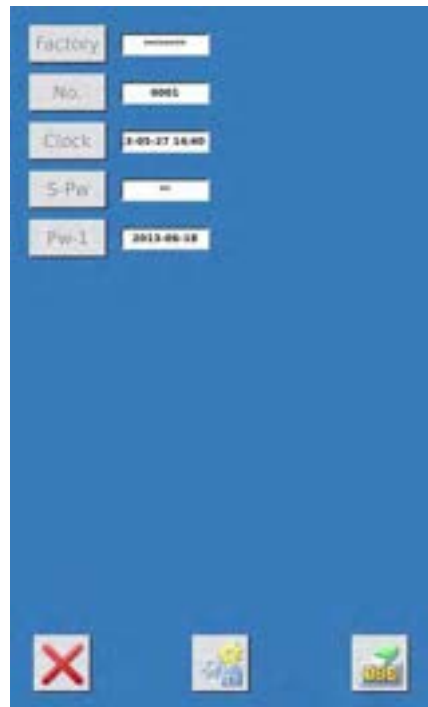 Factory ********
No. 0001
Clock 3-05-27 14:40
S-Pw **
Pw-1 2013-06-18